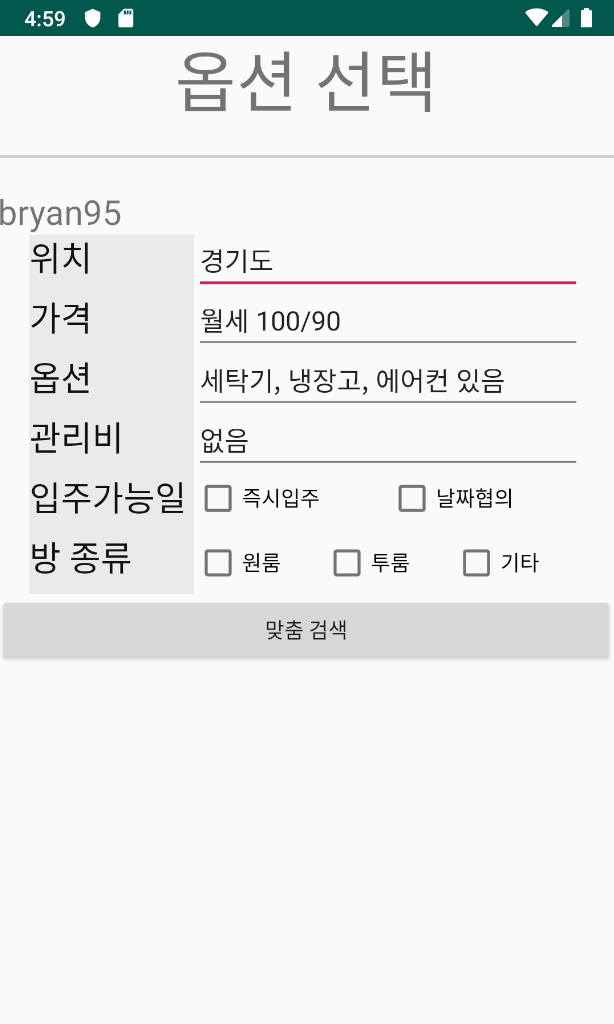 4:59
옵션 선택
bryan95
위치 경기도
가격 월세 100/90
옵션 세탁기, 냉장고, 에어컨 있음
관리비 없음
입주가능일 즉시입주 날짜협의
방 종류 원룸 투룸 기타
맞춤 검색